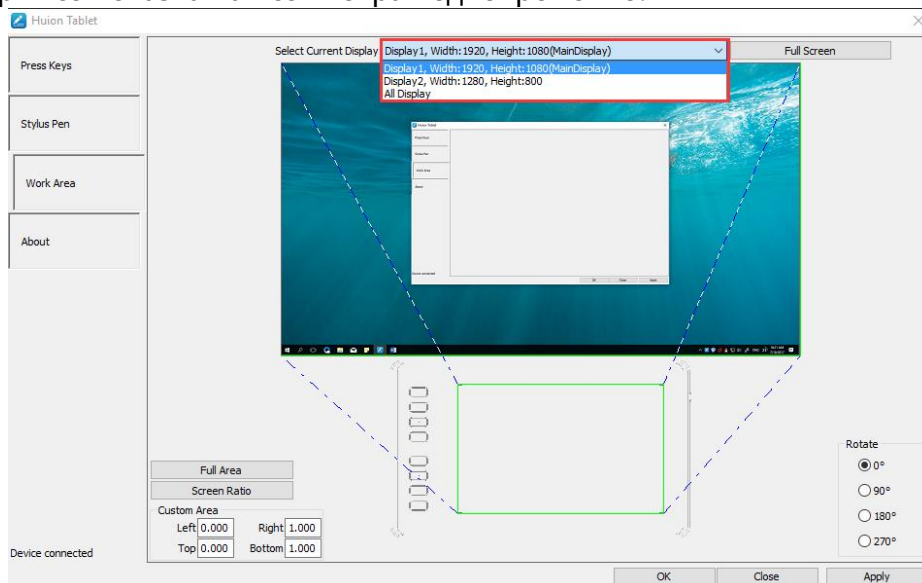 Huion Tablet
Press Keys
Stylus Pen
Work Area
About
Device connected
Select Current Display
Display1, Width:1920, Height:1080(MainDisplay)
Full Screen
Display1, Width:1920, Height:1080(MainDisplay)
Display2, Width:1280, Height:800
All Display
Full Area
Screen Ratio
Custom Area
Left 0.000 Right 1.000
Top 0.000 Bottom 1.000
Rotate
0°
90°
180°
270°
OK Close Apply